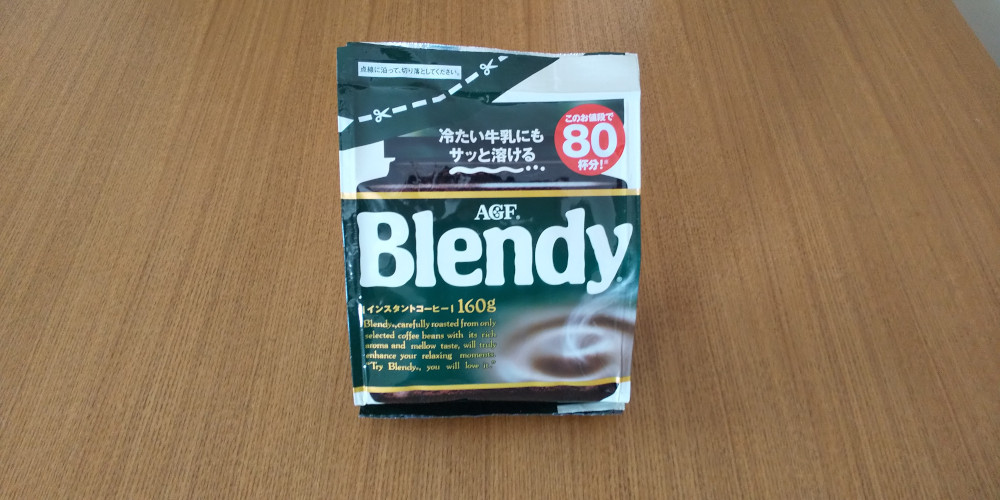 点線に沿って、切り落としてください。
このお値段で
80
杯分!
冷たい牛乳にも
サッと溶ける
AGF®
Blendy®
インスタントコーヒー 160g
Blendy®, carefully roasted from only
selected coffee beans with its rich
aroma and mellow taste, will truly
enhance your relaxing moments.
"Try Blendy®, you will love it."